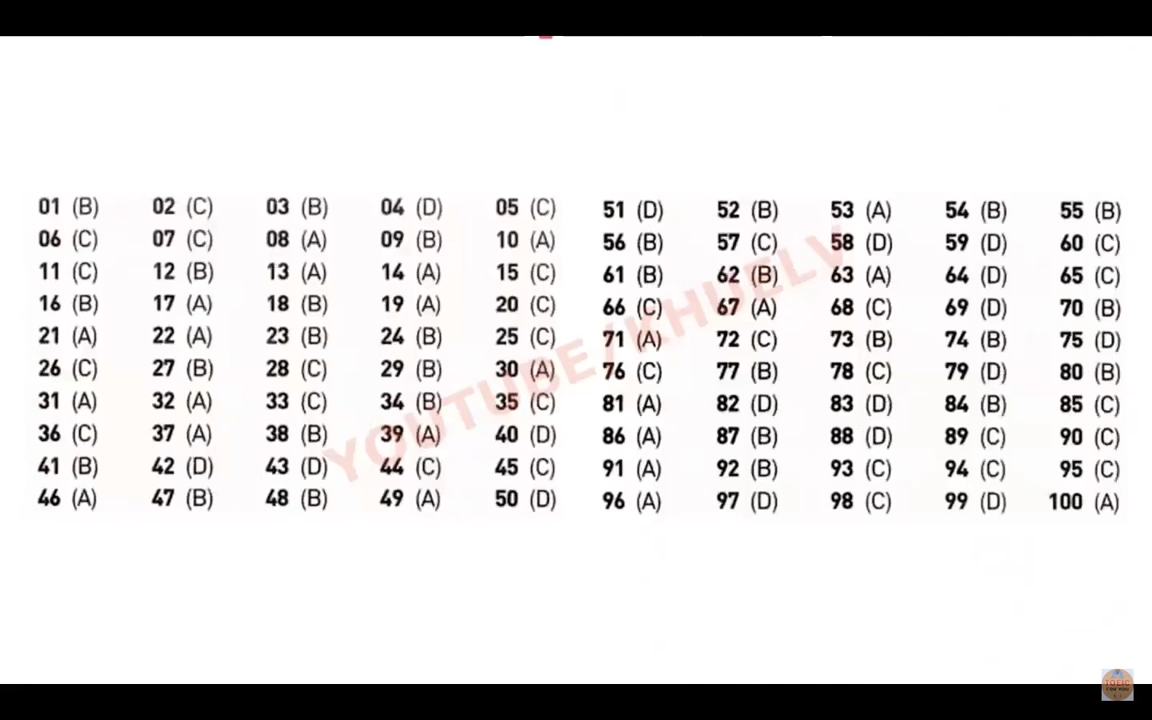 01 (B) 02 (C) 03 (B) 04 (D) 05 (C)
06 (C) 07 (C) 08 (A) 09 (B) 10 (A)
11 (C) 12 (B) 13 (A) 14 (A) 15 (C)
16 (B) 17 (A) 18 (B) 19 (A) 20 (C)
21 (A) 22 (A) 23 (B) 24 (B) 25 (C)
26 (C) 27 (B) 28 (C) 29 (B) 30 (A)
31 (A) 32 (A) 33 (C) 34 (B) 35 (C)
36 (C) 37 (A) 38 (B) 39 (A) 40 (D)
41 (B) 42 (D) 43 (D) 44 (C) 45 (C)
46 (A) 47 (B) 48 (B) 49 (A) 50 (D)
51 (D) 52 (B) 53 (A) 54 (B) 55 (B)
56 (B) 57 (C) 58 (D) 59 (D) 60 (C)
61 (B) 62 (B) 63 (A) 64 (D) 65 (C)
66 (C) 67 (A) 68 (C) 69 (D) 70 (B)
71 (A) 72 (C) 73 (B) 74 (B) 75 (D)
76 (C) 77 (B) 78 (C) 79 (D) 80 (B)
81 (A) 82 (D) 83 (D) 84 (B) 85 (C)
86 (A) 87 (B) 88 (D) 89 (C) 90 (C)
91 (A) 92 (B) 93 (C) 94 (C) 95 (C)
96 (A) 97 (D) 98 (C) 99 (D) 100 (A)
YOUTUBE/KHUELV
TOEIC
FOR YOU